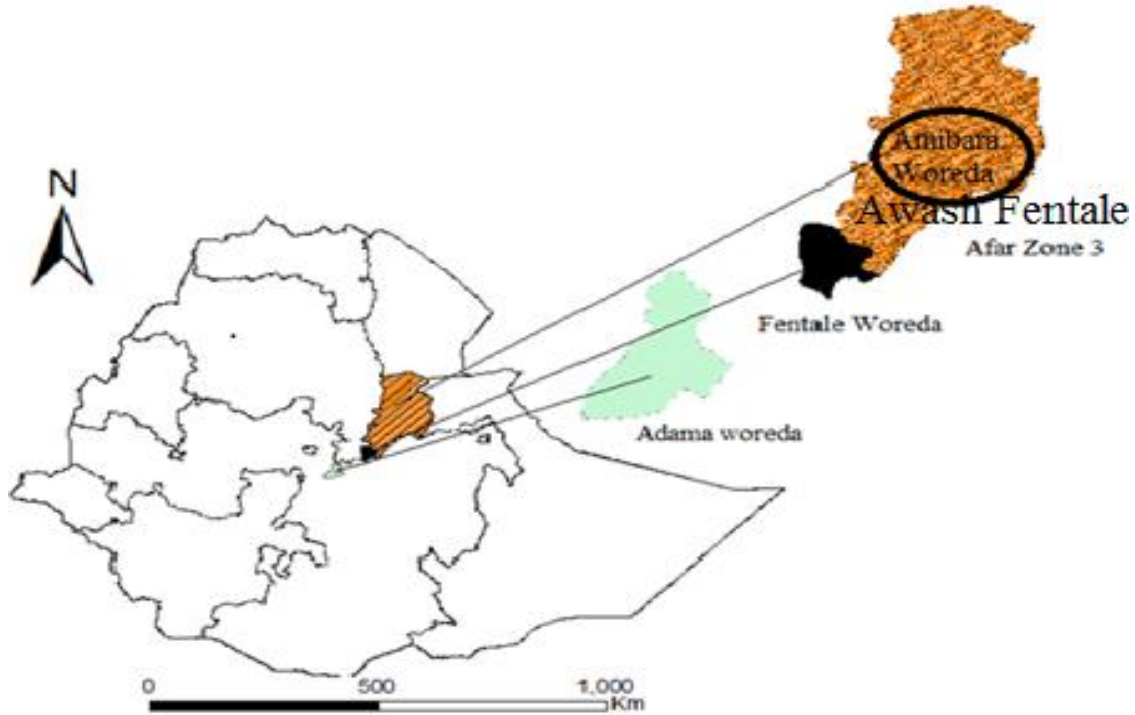 Amibara
Woreda
N
Awash Fentale
Afar Zone 3
Fentale Woreda
Adama woreda
0 500 1,000
Km